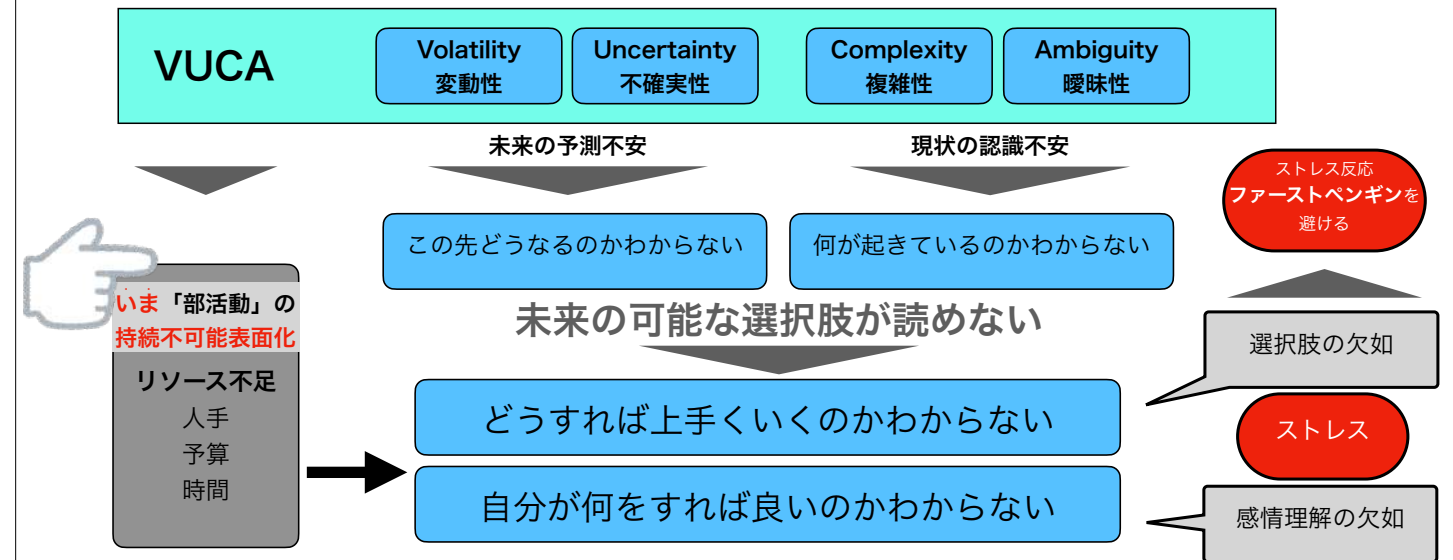 VUCA
Volatility
変動性
Uncertainty
不確実性
Complexity
複雑性
Ambiguity
曖昧性
未来の予測不安
現状の認識不安
ストレス反応
ファーストペンギンを
避ける
この先どうなるのかわからない
何が起きているのかわからない
いま「部活動」の
持続不可能表面化
リソース不足
人手
予算
時間
未来の可能な選択肢が読めない
選択肢の欠如
どうすれば上手くいくのかわからない
ストレス
自分が何をすれば良いのかわからない
感情理解の欠如